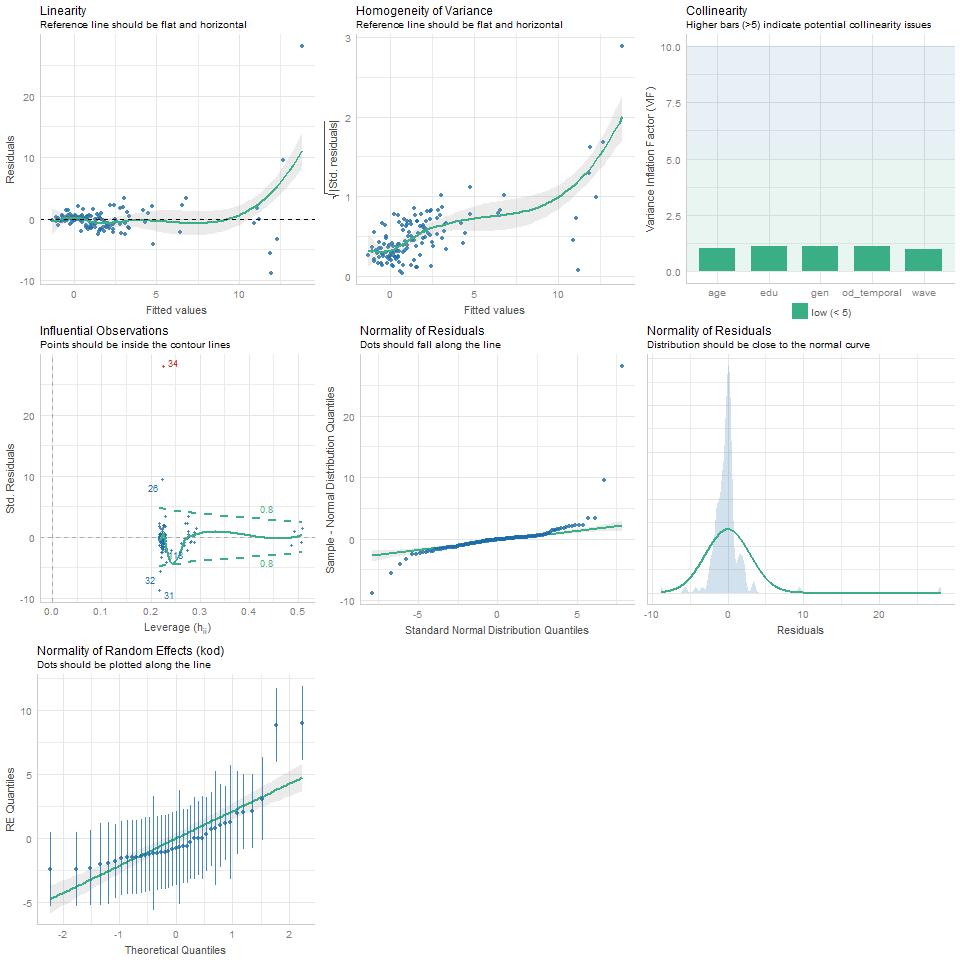 Linearity
Reference line should be flat and horizontal
Residuals
20
10
0
-10
0
5
10
Fitted values
Homogeneity of Variance
Reference line should be flat and horizontal
√|Std. residuals|
3
2
1
0
0
5
10
Fitted values
Collinearity
Higher bars (>5) indicate potential collinearity issues
Variance Inflation Factor (VIF)
10.0
7.5
5.0
2.5
0.0
age
edu
gen
od_temporal
wave
low (< 5)
Influential Observations
Points should be inside the contour lines
Std. Residuals
20
10
0
-10
34
26
32
31
0.8
0.8
0.0
0.1
0.2
0.3
0.4
0.5
Leverage (hii)
Normality of Residuals
Dots should fall along the line
Sample - Normal Distribution Quantiles
20
10
0
-10
-5
0
5
Standard Normal Distribution Quantiles
Normality of Residuals
Distribution should be close to the normal curve
-10
0
10
20
Residuals
Normality of Random Effects (kod)
Dots should be plotted along the line
RE Quantiles
10
5
0
-5
-2
-1
0
1
2
Theoretical Quantiles